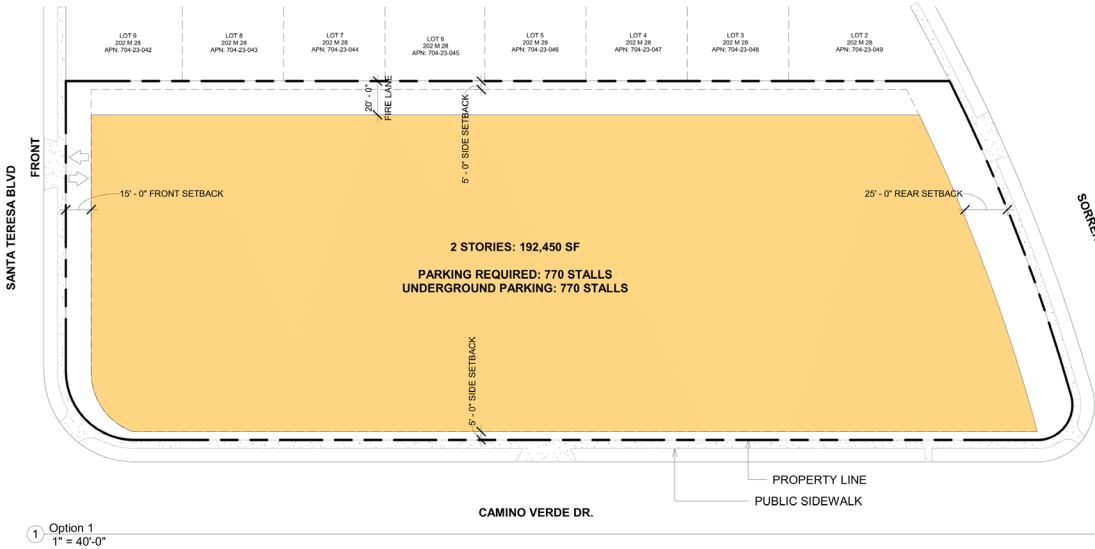 LOT 9
202 M 28
APN: 704-23-042
LOT 8
202 M 28
APN: 704-23-043
LOT 7
202 M 28
APN: 704-23-044
LOT 6
202 M 28
APN: 704-23-045
LOT 5
202 M 28
APN: 704-23-046
LOT 4
202 M 28
APN: 704-23-047
LOT 3
202 M 28
APN: 704-23-048
LOT 2
202 M 28
APN: 704-23-049
20' - 0"
FIRE LANE
5' - 0" SIDE SETBACK
SANTA TERESA BLVD
FRONT
15' - 0" FRONT SETBACK
25' - 0" REAR SETBACK
2 STORIES: 192,450 SF
PARKING REQUIRED: 770 STALLS
UNDERGROUND PARKING: 770 STALLS
5' - 0" SIDE SETBACK
PROPERTY LINE
PUBLIC SIDEWALK
CAMINO VERDE DR.
1
Option 1
1" = 40'-0"